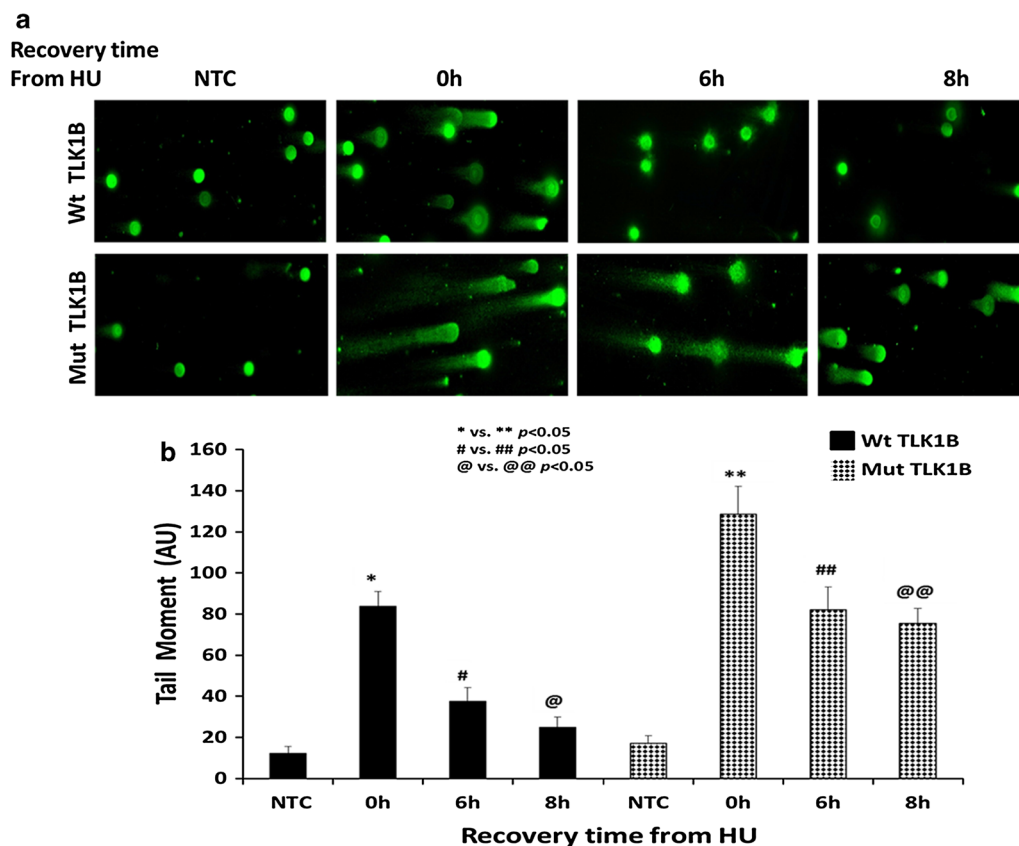 a
Recovery time
From HU NTC 0h 6h 8h
Wt TLK1B
Mut TLK1B
b
* vs. ** p<0.05
# vs. ## p<0.05
@ vs. @@ p<0.05
Wt TLK1B
Mut TLK1B
Tail Moment (AU)
160
140
120
100
80
60
40
20
0
*
#
@
**
##
@@
NTC 0h 6h 8h NTC 0h 6h 8h
Recovery time from HU